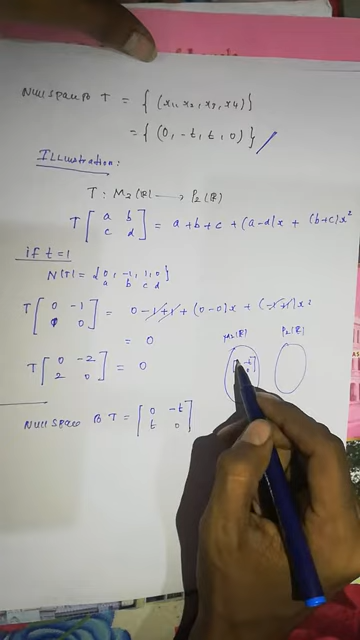 Null space of T = { (x1, x2, x3, x4) }
= { (0, -t, t, 0) }
Illustration:
T: M2(R) → P2(R)
T [ a b
c d ] = a+b+c + (a-d)x + (b+c)x²
if t=1
N(T) = { 0, -1, 1, 0 }
a b c d
T [ 0 -1
0 ] = 0-1+1 + (0-0)x + (-1+1)x²
= 0
M2(R) P2(R)
T [ 0 -2
2 0 ] = 0
Null space of T = [ 0 -t
t 0 ]